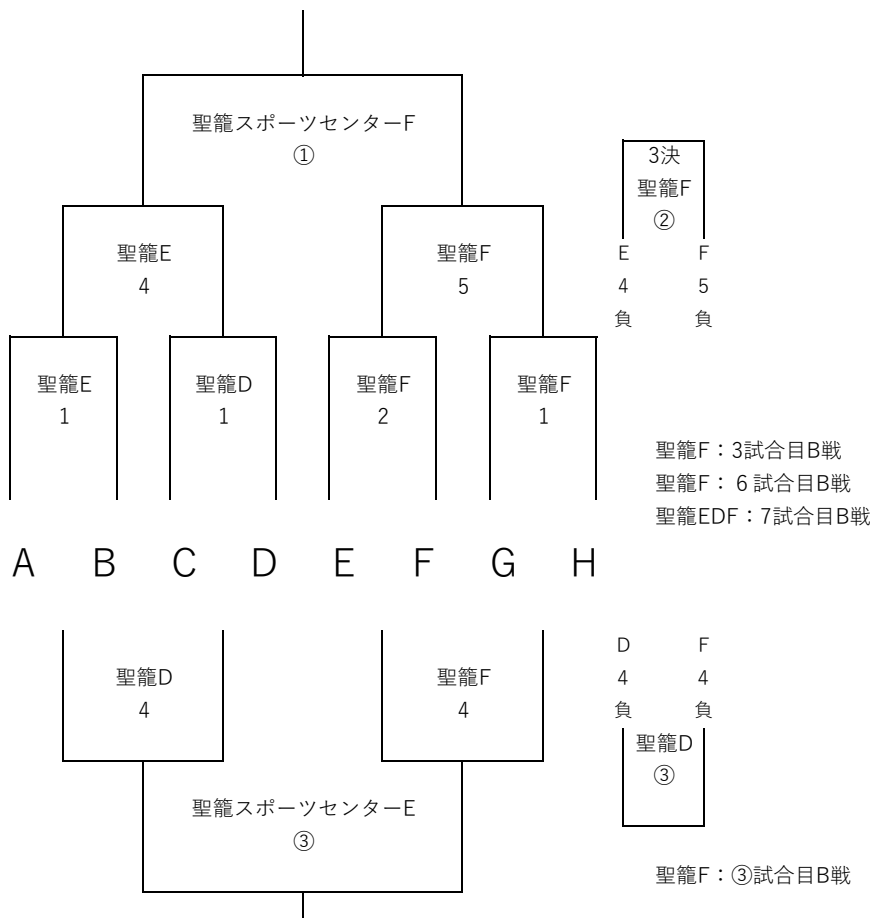 聖籠スポーツセンターF
①
3決
聖籠F
②
聖籠E
4
聖籠F
5
E F
4 5
負 負
聖籠E
1
聖籠D
1
聖籠F
2
聖籠F
1
聖籠F：3試合目B戦
聖籠F：６試合目B戦
聖籠EDF：7試合目B戦
A B C D E F G H
聖籠D
4
聖籠F
4
D F
4 4
負 負
聖籠D
③
聖籠スポーツセンターE
③
聖籠F：③試合目B戦